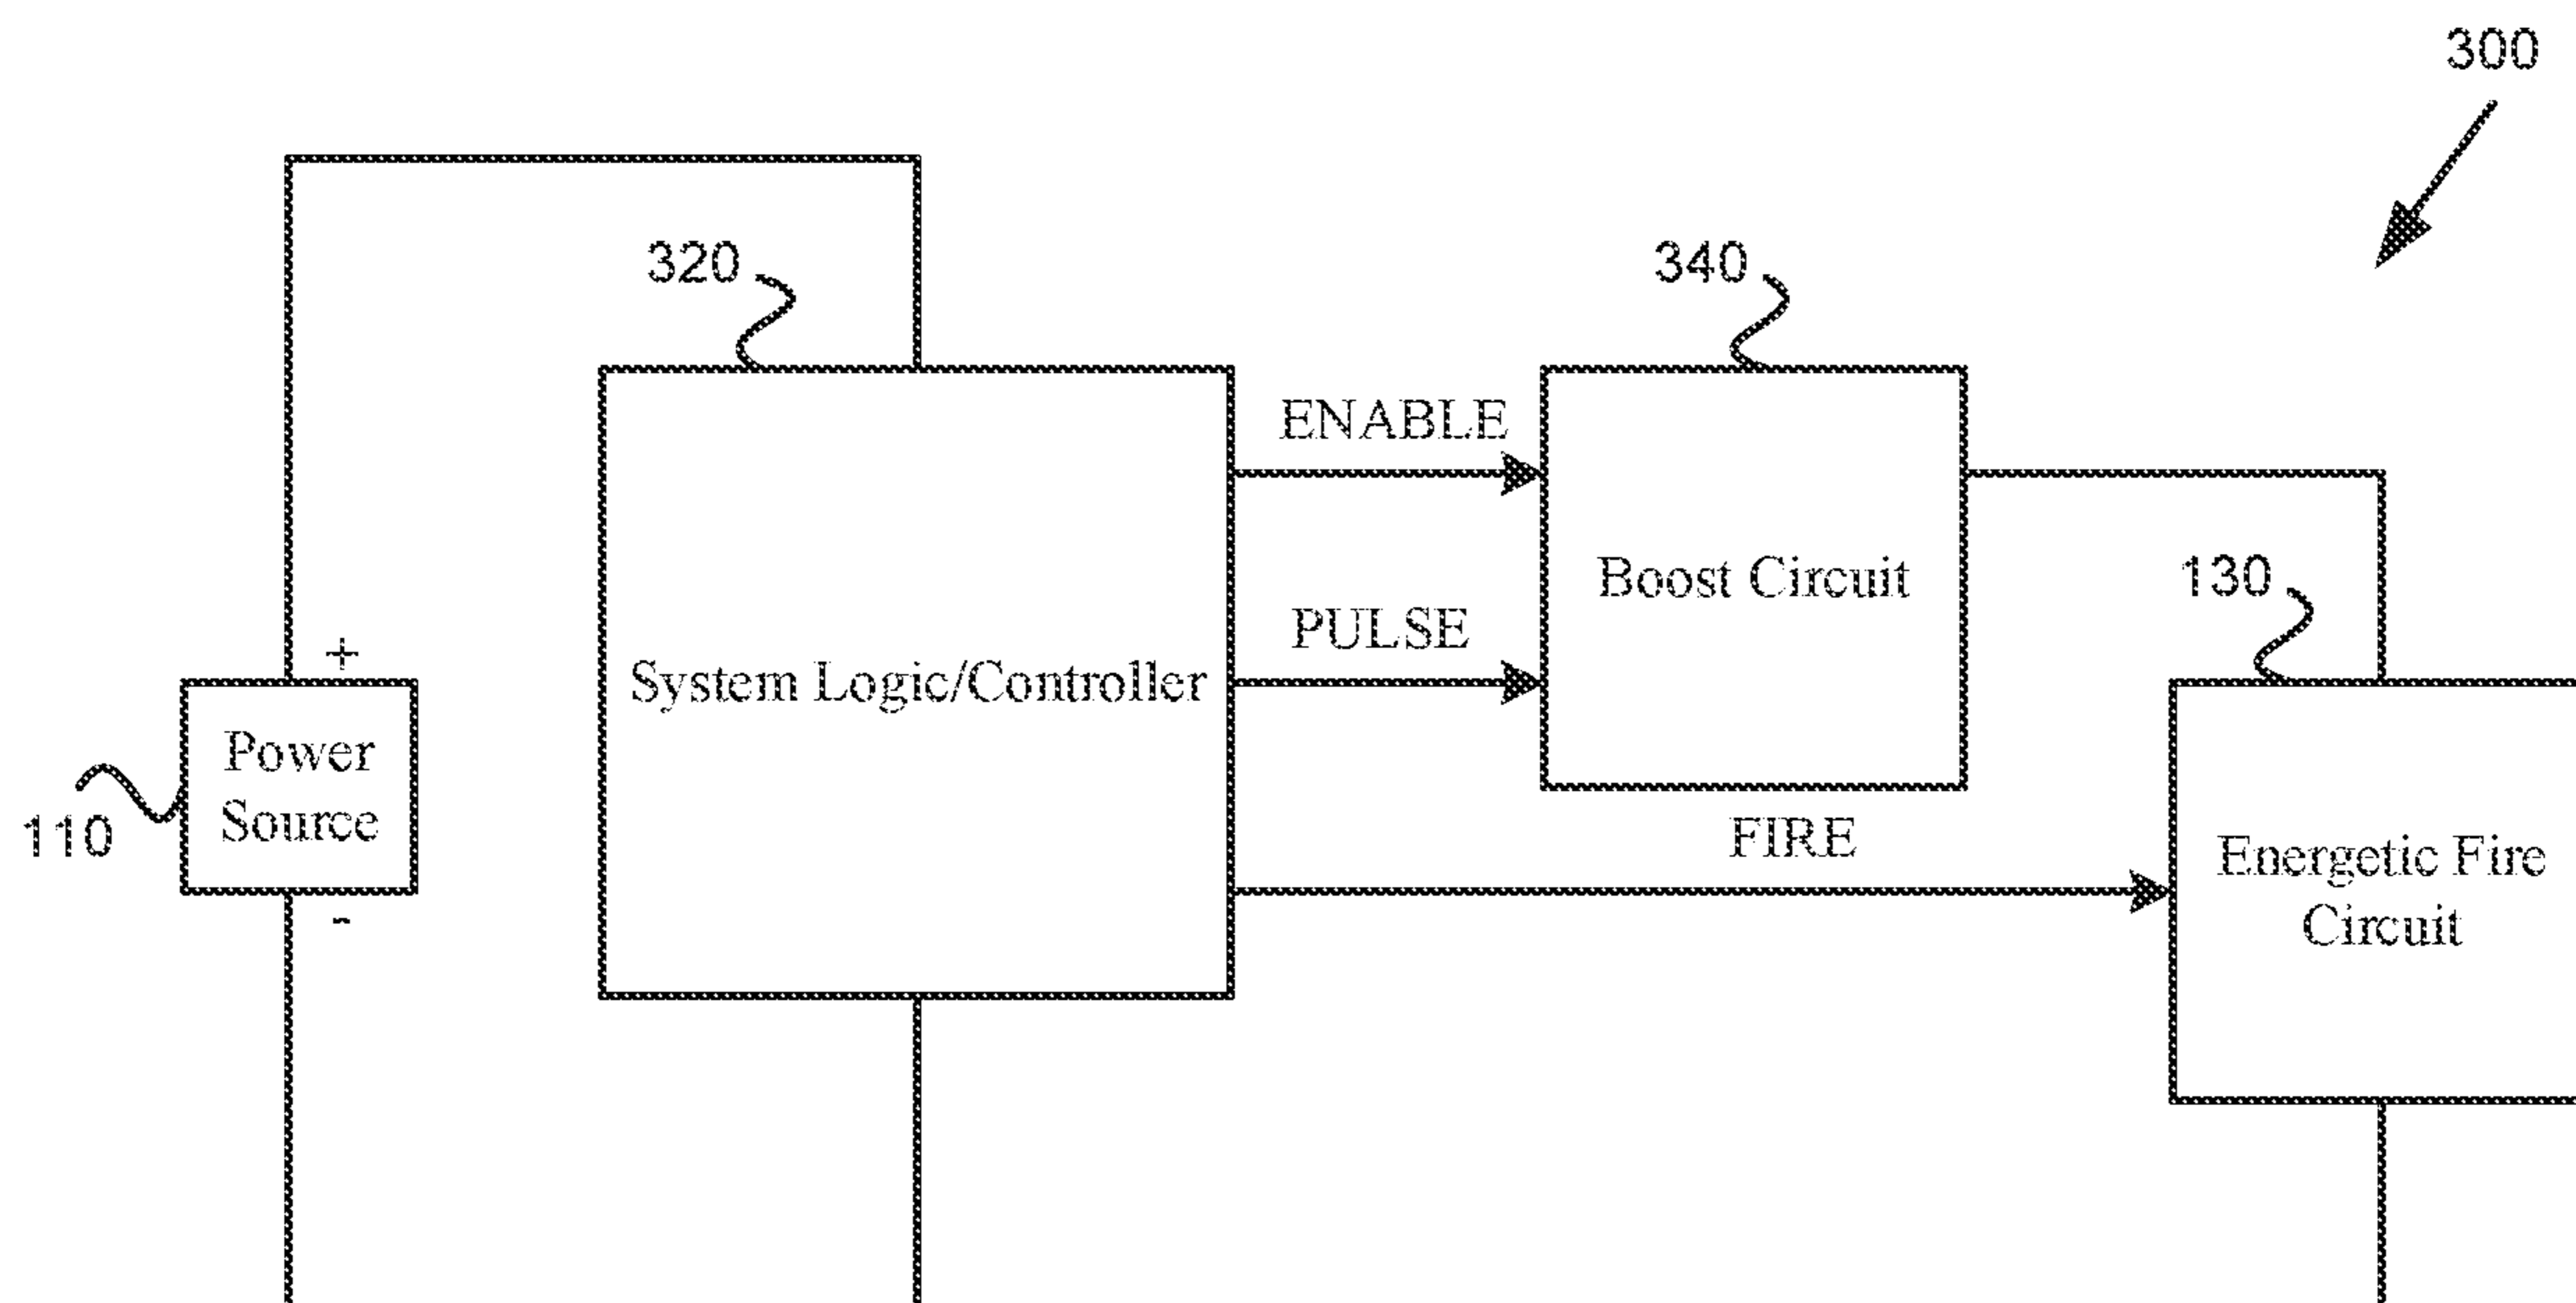 300
320
340
ENABLE
Boost Circuit
130
PULSE
+
System Logic/Controller
Power
Source
110
-
FIRE
Energetic Fire
Circuit